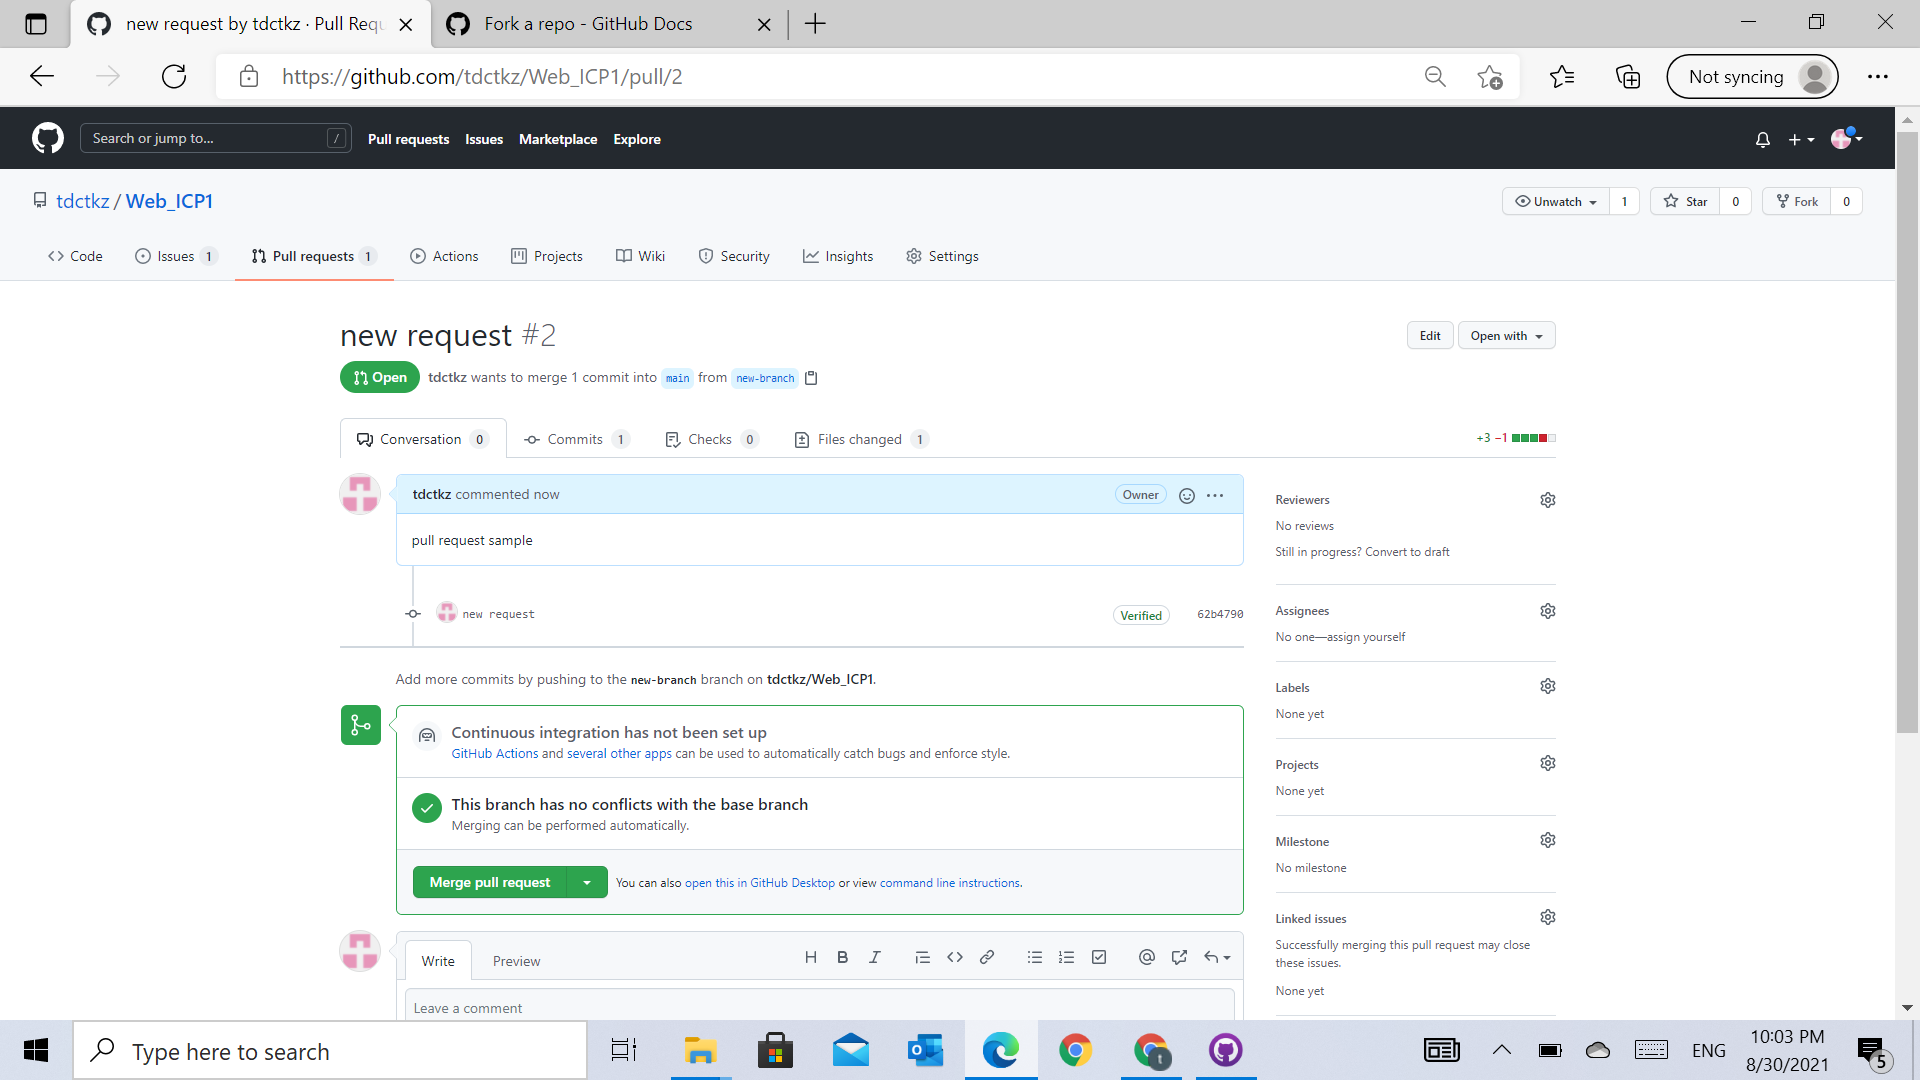 new request by tdctkz · Pull Requ
Fork a repo - GitHub Docs
https://github.com/tdctkz/Web_ICP1/pull/2
Not syncing
Search or jump to...
/
Pull requests Issues Marketplace Explore
tdctkz / Web_ICP1
Unwatch 1
Star 0
Fork 0
Code
Issues 1
Pull requests 1
Actions
Projects
Wiki
Security
Insights
Settings
new request #2
Edit
Open with
Open
tdctkz wants to merge 1 commit into main from new-branch
Conversation 0
Commits 1
Checks 0
Files changed 1
+3 −1
tdctkz commented now
Owner
pull request sample
new request
Verified
62b4790
Add more commits by pushing to the new-branch branch on tdctkz/Web_ICP1.
Continuous integration has not been set up
GitHub Actions and several other apps can be used to automatically catch bugs and enforce style.
This branch has no conflicts with the base branch
Merging can be performed automatically.
Merge pull request
You can also open this in GitHub Desktop or view command line instructions.
Write
Preview
H B I
Leave a comment
Reviewers
No reviews
Still in progress? Convert to draft
Assignees
No one—assign yourself
Labels
None yet
Projects
None yet
Milestone
No milestone
Linked issues
Successfully merging this pull request may close
these issues.
None yet
Type here to search
t
ENG
10:03 PM
8/30/2021
5